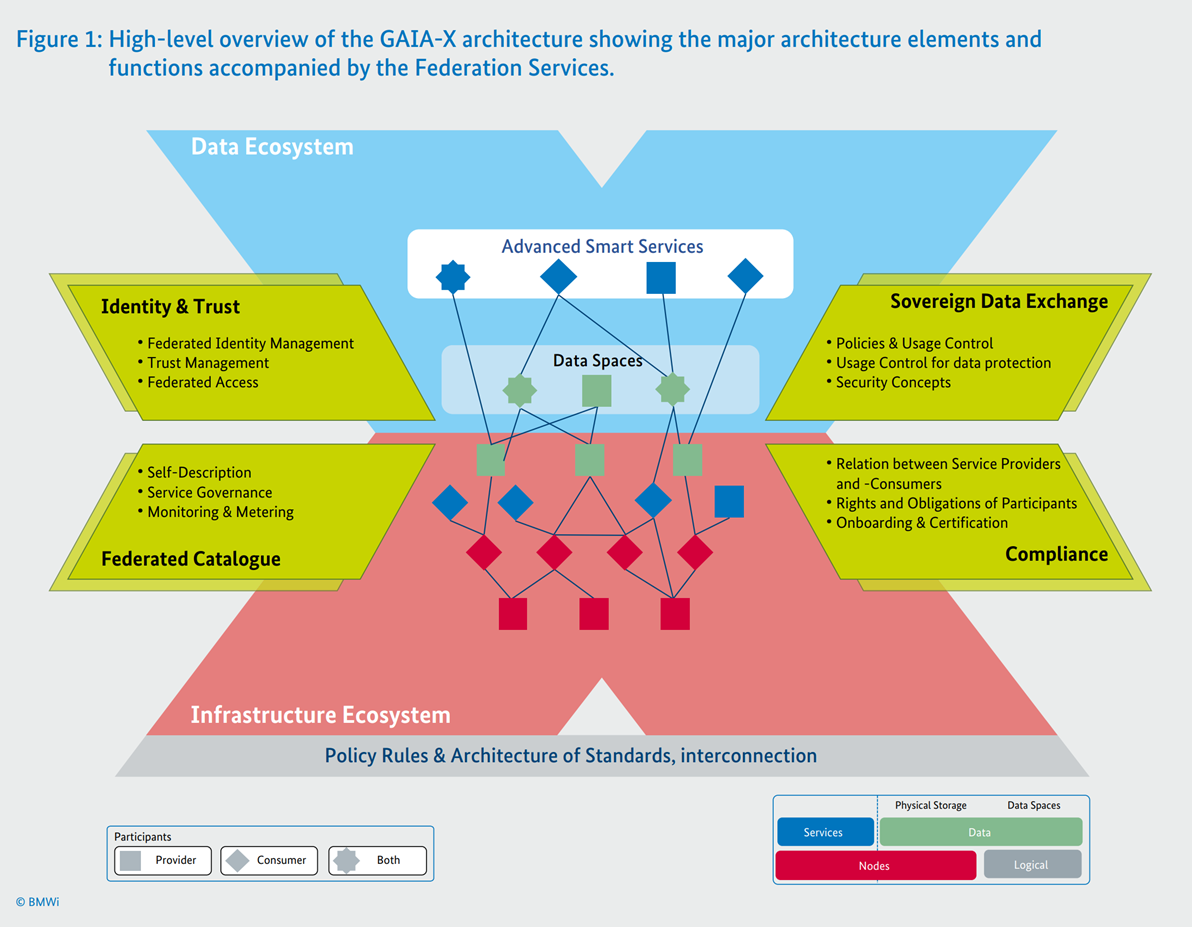 Figure 1: High-level overview of the GAIA-X architecture showing the major architecture elements and
functions accompanied by the Federation Services.
Data Ecosystem
Advanced Smart Services
Data Spaces
Identity & Trust
• Federated Identity Management
• Trust Management
• Federated Access
Sovereign Data Exchange
• Policies & Usage Control
• Usage Control for data protection
• Security Concepts
• Self-Description
• Service Governance
• Monitoring & Metering
Federated Catalogue
• Relation between Service Providers
and -Consumers
• Rights and Obligations of Participants
• Onboarding & Certification
Compliance
Infrastructure Ecosystem
Policy Rules & Architecture of Standards, interconnection
Participants
Provider
Consumer
Both
Physical Storage
Data Spaces
Services
Data
Nodes
Logical
© BMWi